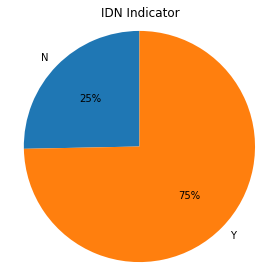 IDN Indicator
N
25%
75%
Y